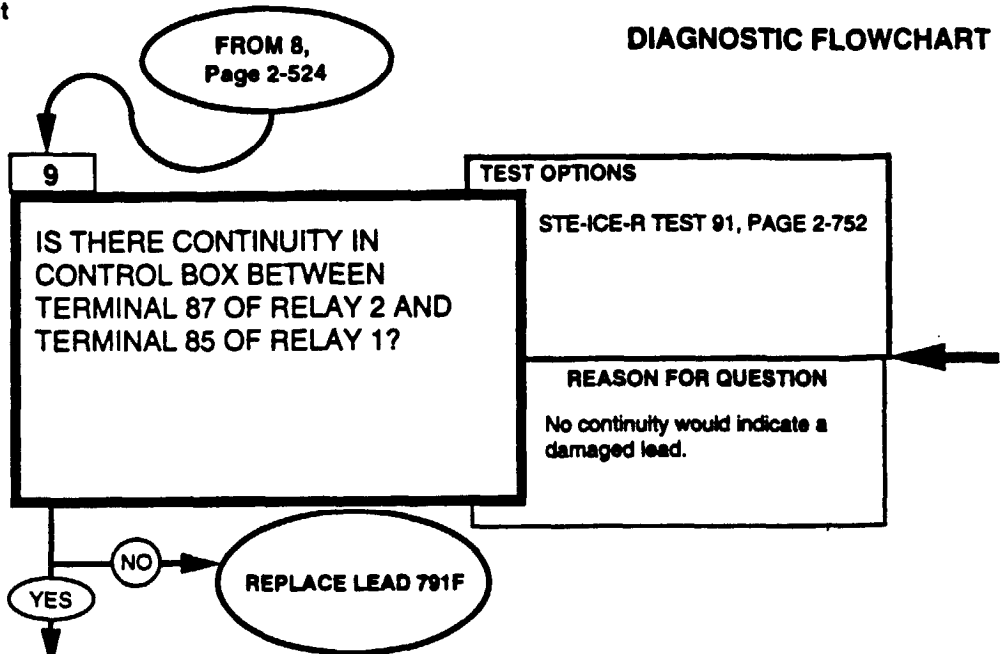 t
FROM 8,
Page 2-524
DIAGNOSTIC FLOWCHART
9
TEST OPTIONS
STE-ICE-R TEST 91, PAGE 2-752
IS THERE CONTINUITY IN
CONTROL BOX BETWEEN
TERMINAL 87 OF RELAY 2 AND
TERMINAL 85 OF RELAY 1?
REASON FOR QUESTION
No continuity would indicate a
damaged lead.
NO
REPLACE LEAD 791F
YES